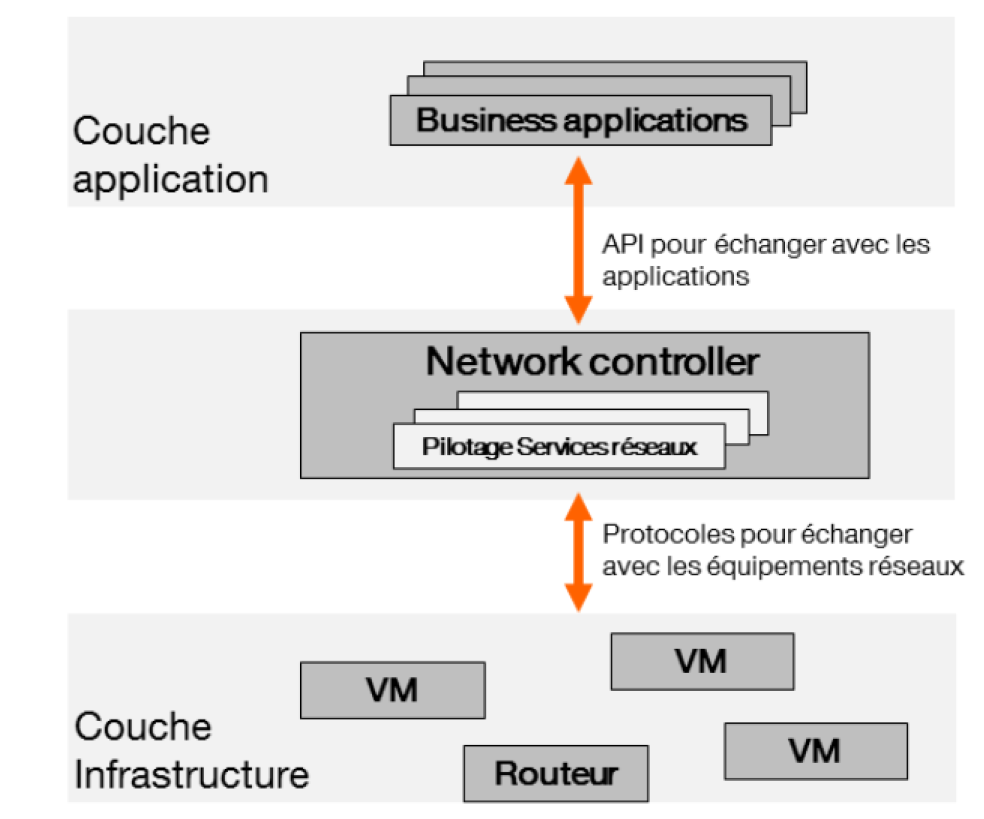 Business applications
Couche
application
API pour échanger avec les
applications
Network controller
Pilotage Services réseaux
Protocoles pour échanger
avec les équipements réseaux
VM
VM
Couche
Infrastructure
VM
Routeur